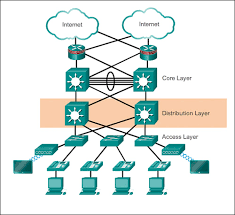 Internet
Internet
Core Layer
Distribution Layer
Access Layer